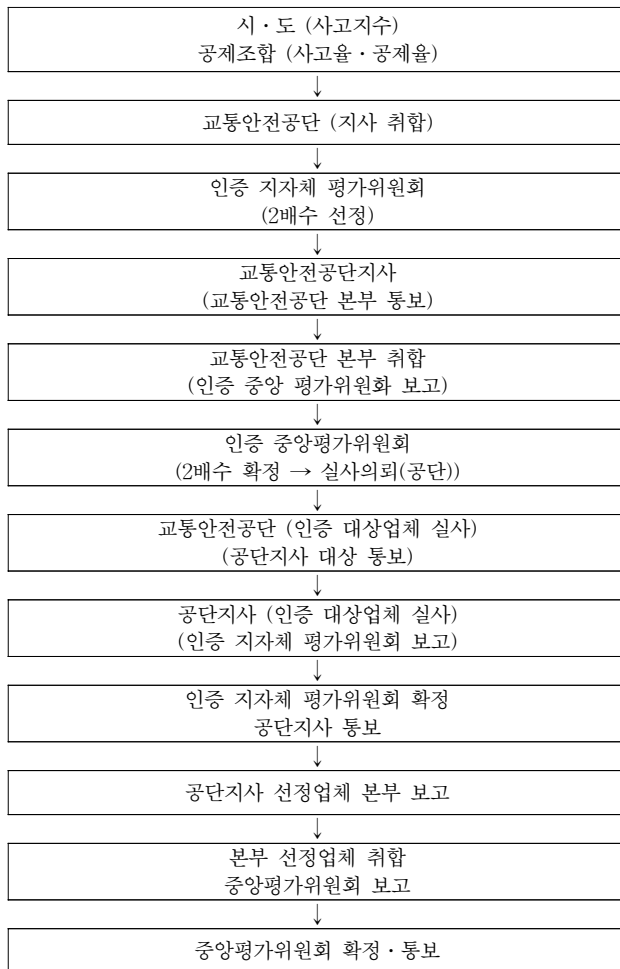 시·도 (사고지수)
공제조합 (사고율·공제율)
↓
교통안전공단 (지사 취합)
↓
인증 지자체 평가위원회
(2배수 선정)
↓
교통안전공단지사
(교통안전공단 본부 통보)
↓
교통안전공단 본부 취합
(인증 중앙 평가위원화 보고)
↓
인증 중앙평가위원회
(2배수 확정 → 실사의뢰(공단))
↓
교통안전공단 (인증 대상업체 실사)
(공단지사 대상 통보)
↓
공단지사 (인증 대상업체 실사)
(인증 지자체 평가위원회 보고)
↓
인증 지자체 평가위원회 확정
공단지사 통보
↓
공단지사 선정업체 본부 보고
↓
본부 선정업체 취합
중앙평가위원회 보고
↓
중앙평가위원회 확정·통보